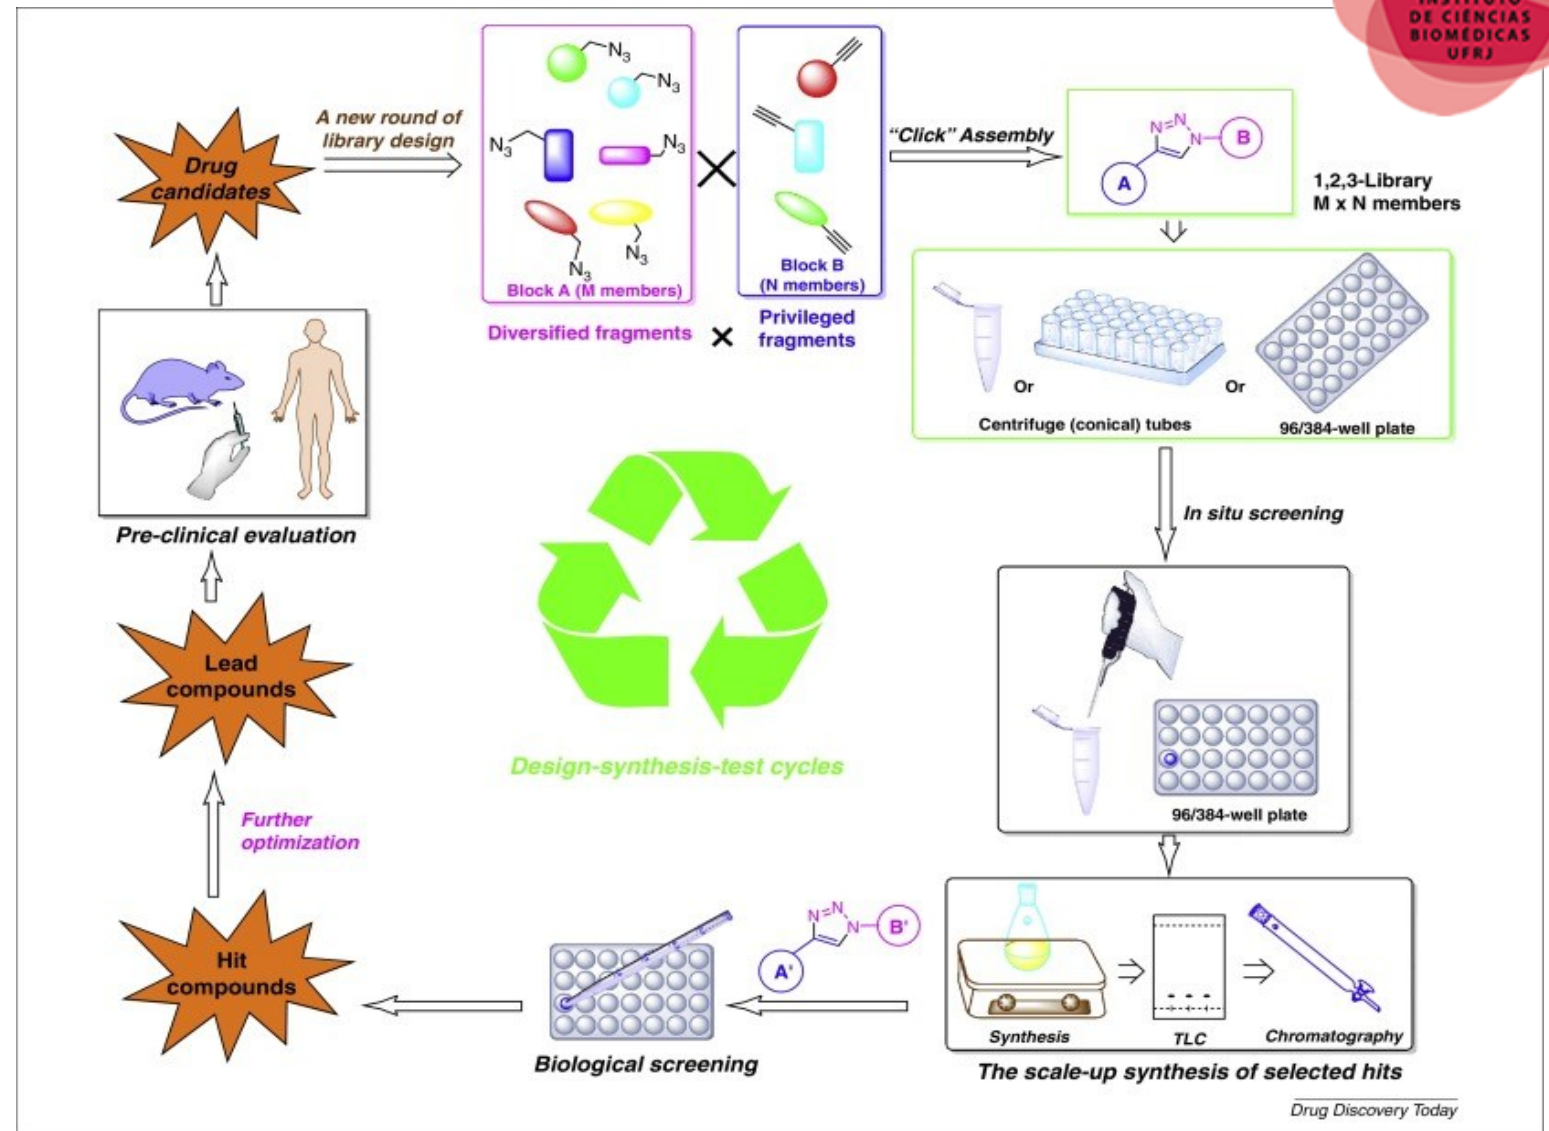 INSTITUTO
DE CIÊNCIAS
BIOMÉDICAS
UFRJ
A new round of
library design
Drug
candidates
N3
N3
N3
N3
N3
N3
Block A (M members)
Diversified fragments
×
×
Block B
(N members)
Privileged
fragments
“Click” Assembly
N=N
N
B
A
1,2,3-Library
M x N members
Or
Or
Centrifuge (conical) tubes
96/384-well plate
In situ screening
96/384-well plate
Synthesis
TLC
Chromatography
The scale-up synthesis of selected hits
N=N
N
B'
A'
Biological screening
Hit
compounds
Further
optimization
Lead
compounds
Pre-clinical evaluation
Design-synthesis-test cycles
Drug Discovery Today